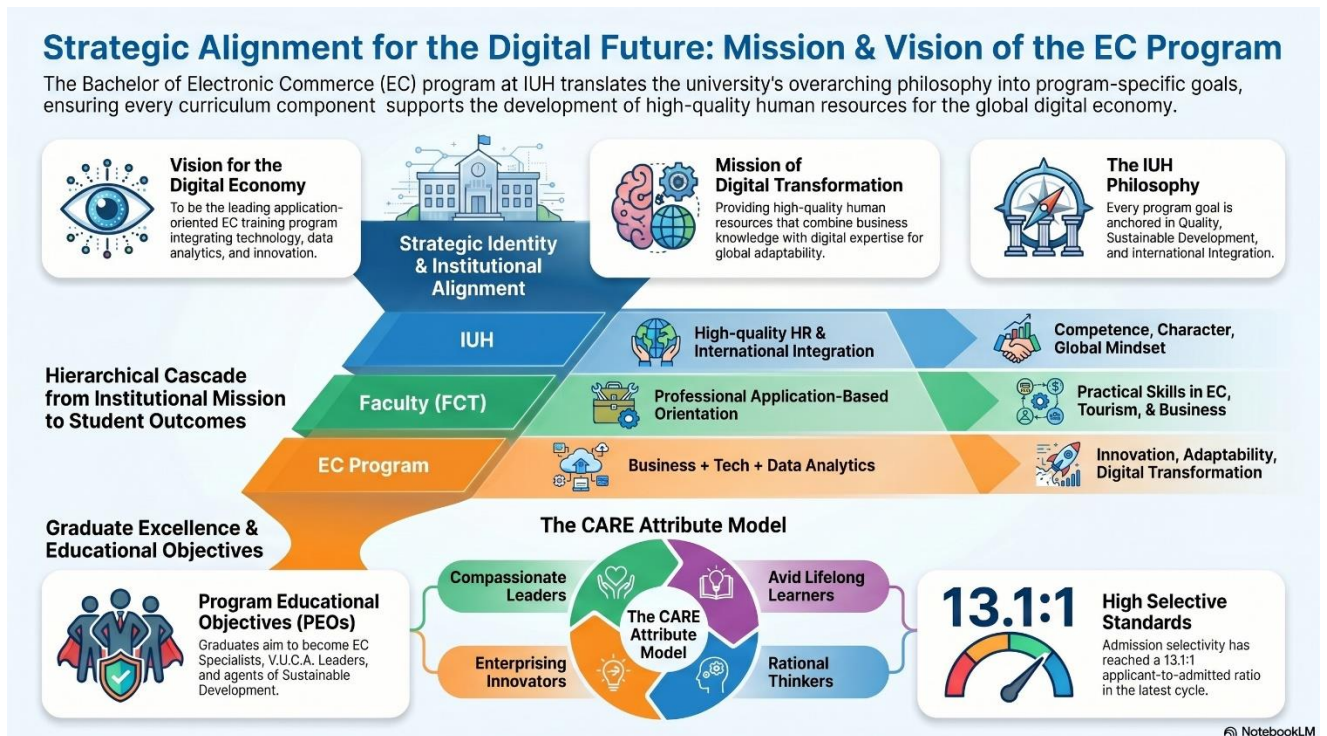 Strategic Alignment for the Digital Future: Mission & Vision of the EC Program
The Bachelor of Electronic Commerce (EC) program at IUH translates the university's overarching philosophy into program-specific goals,
ensuring every curriculum component supports the development of high-quality human resources for the global digital economy.
Vision for the
Digital Economy
To be the leading application-
oriented EC training program
integrating technology, data
analytics, and innovation.
Strategic Identity
& Institutional
Alignment
Mission of
Digital Transformation
Providing high-quality human
resources that combine business
knowledge with digital expertise for
global adaptability.
The IUH
Philosophy
Every program goal is
anchored in Quality,
Sustainable Development,
and international Integration.
Hierarchical Cascade
from Institutional Mission
to Student Outcomes
IUH
High-quality HR &
International Integration
Competence, Character,
Global Mindset
Faculty (FCT)
Professional Application-Based
Orientation
Practical Skills in EC,
Tourism, & Business
EC Program
Business + Tech + Data Analytics
Innovation, Adaptability,
Digital Transformation
Graduate Excellence &
Educational Objectives
Program Educational
Objectives (PEOs)
Graduates aim to become EC
Specialists, V.U.C.A. Leaders,
and agents of Sustainable
Development.
The CARE Attribute Model
Compassionate
Leaders
Avid Lifelong
Learners
The CARE
Attribute
Model
Enterprising
Innovators
Rational
Thinkers
13.1:1
High Selective
Standards
Admission selectivity has
reached a 13.1:1
applicant-to-admitted ratio
in the latest cycle.
NotebookLM